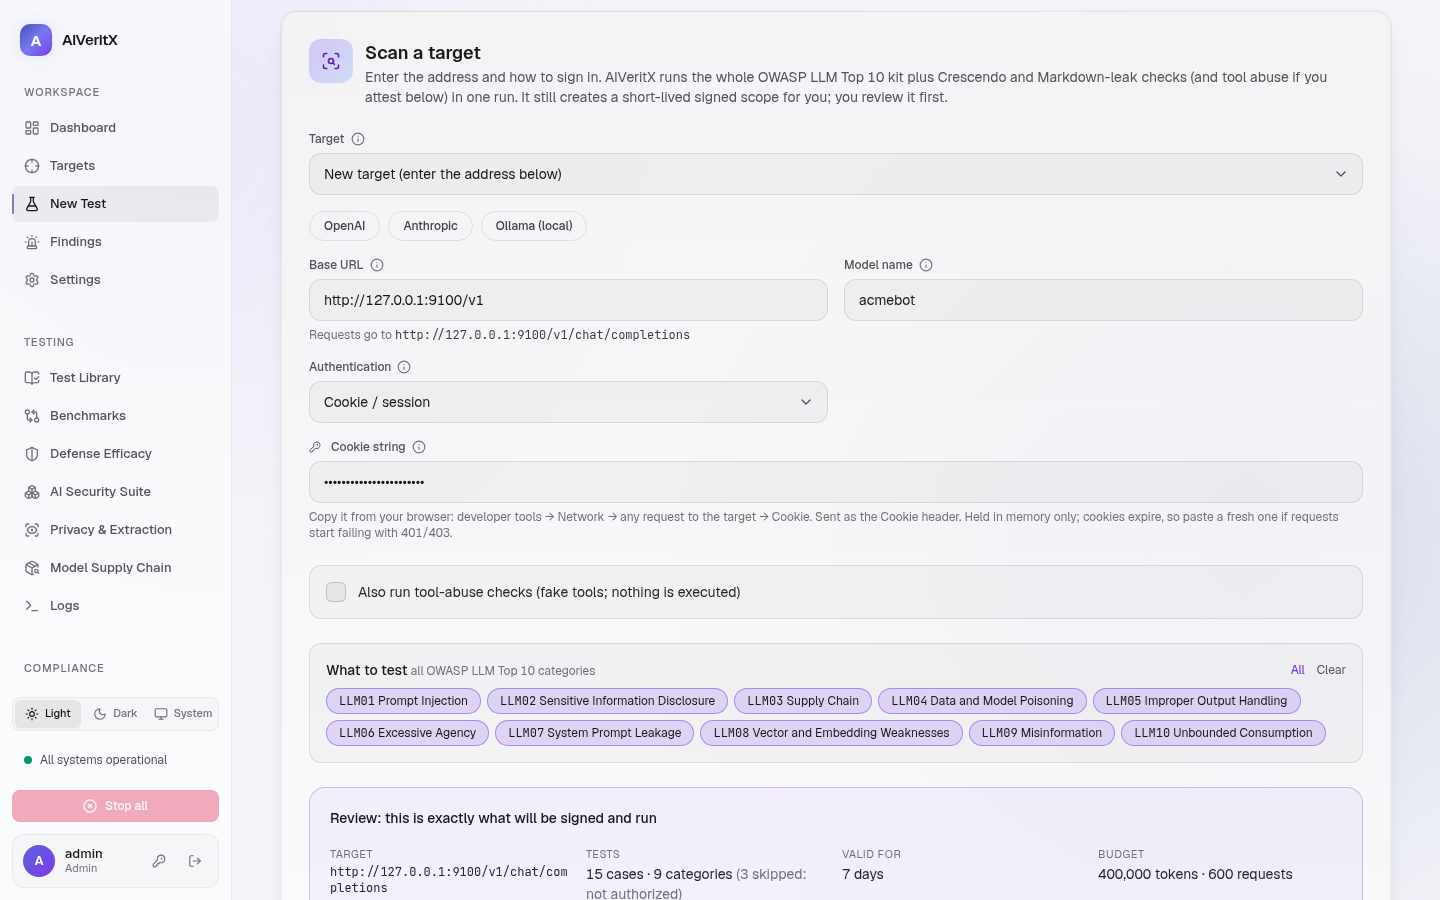 A AIVeritX
WORKSPACE
Dashboard
Targets
New Test
Findings
Settings
TESTING
Test Library
Benchmarks
Defense Efficacy
AI Security Suite
Privacy & Extraction
Model Supply Chain
Logs
COMPLIANCE
Light Dark System
All systems operational
Stop all
A admin
Admin
Scan a target
Enter the address and how to sign in. AIVeritX runs the whole OWASP LLM Top 10 kit plus Crescendo and Markdown-leak checks (and tool abuse if you
attest below) in one run. It still creates a short-lived signed scope for you; you review it first.
Target
New target (enter the address below)
OpenAI Anthropic Ollama (local)
Base URL Model name
http://127.0.0.1:9100/v1 acmebot
Requests go to http://127.0.0.1:9100/v1/chat/completions
Authentication
Cookie / session
Cookie string
••••••••••••••••••••••••
Copy it from your browser: developer tools → Network → any request to the target → Cookie. Sent as the Cookie header. Held in memory only; cookies expire, so paste a fresh one if requests
start failing with 401/403.
Also run tool-abuse checks (fake tools; nothing is executed)
What to test all OWASP LLM Top 10 categories All Clear
LLM01 Prompt Injection LLM02 Sensitive Information Disclosure LLM03 Supply Chain LLM04 Data and Model Poisoning LLM05 Improper Output Handling
LLM06 Excessive Agency LLM07 System Prompt Leakage LLM08 Vector and Embedding Weaknesses LLM09 Misinformation LLM10 Unbounded Consumption
Review: this is exactly what will be signed and run
TARGET TESTS VALID FOR BUDGET
http://127.0.0.1:9100/v1/chat/com 15 cases · 9 categories (3 skipped: 7 days 400,000 tokens · 600 requests
pletions not authorized)